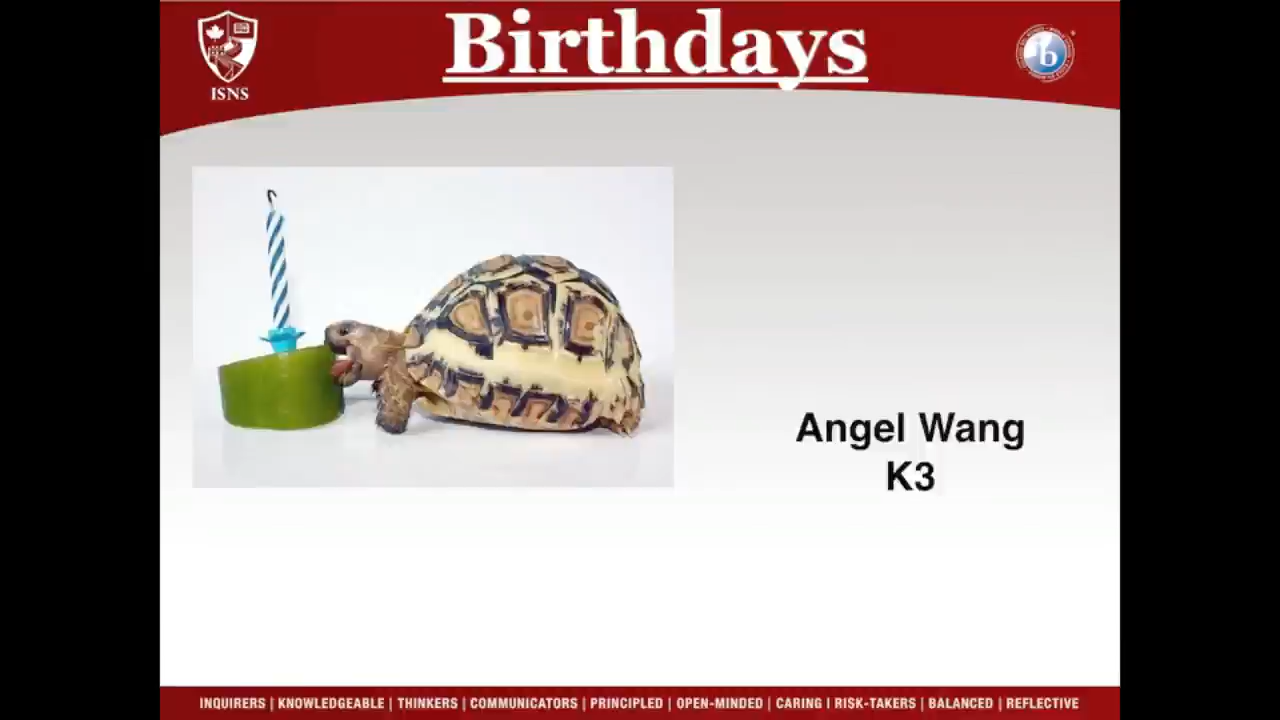 Birthdays
ISNS
Angel Wang
K3
INQUIRERS | KNOWLEDGEABLE | THINKERS | COMMUNICATORS | PRINCIPLED | OPEN-MINDED | CARING I RISK-TAKERS | BALANCED | REFLECTIVE